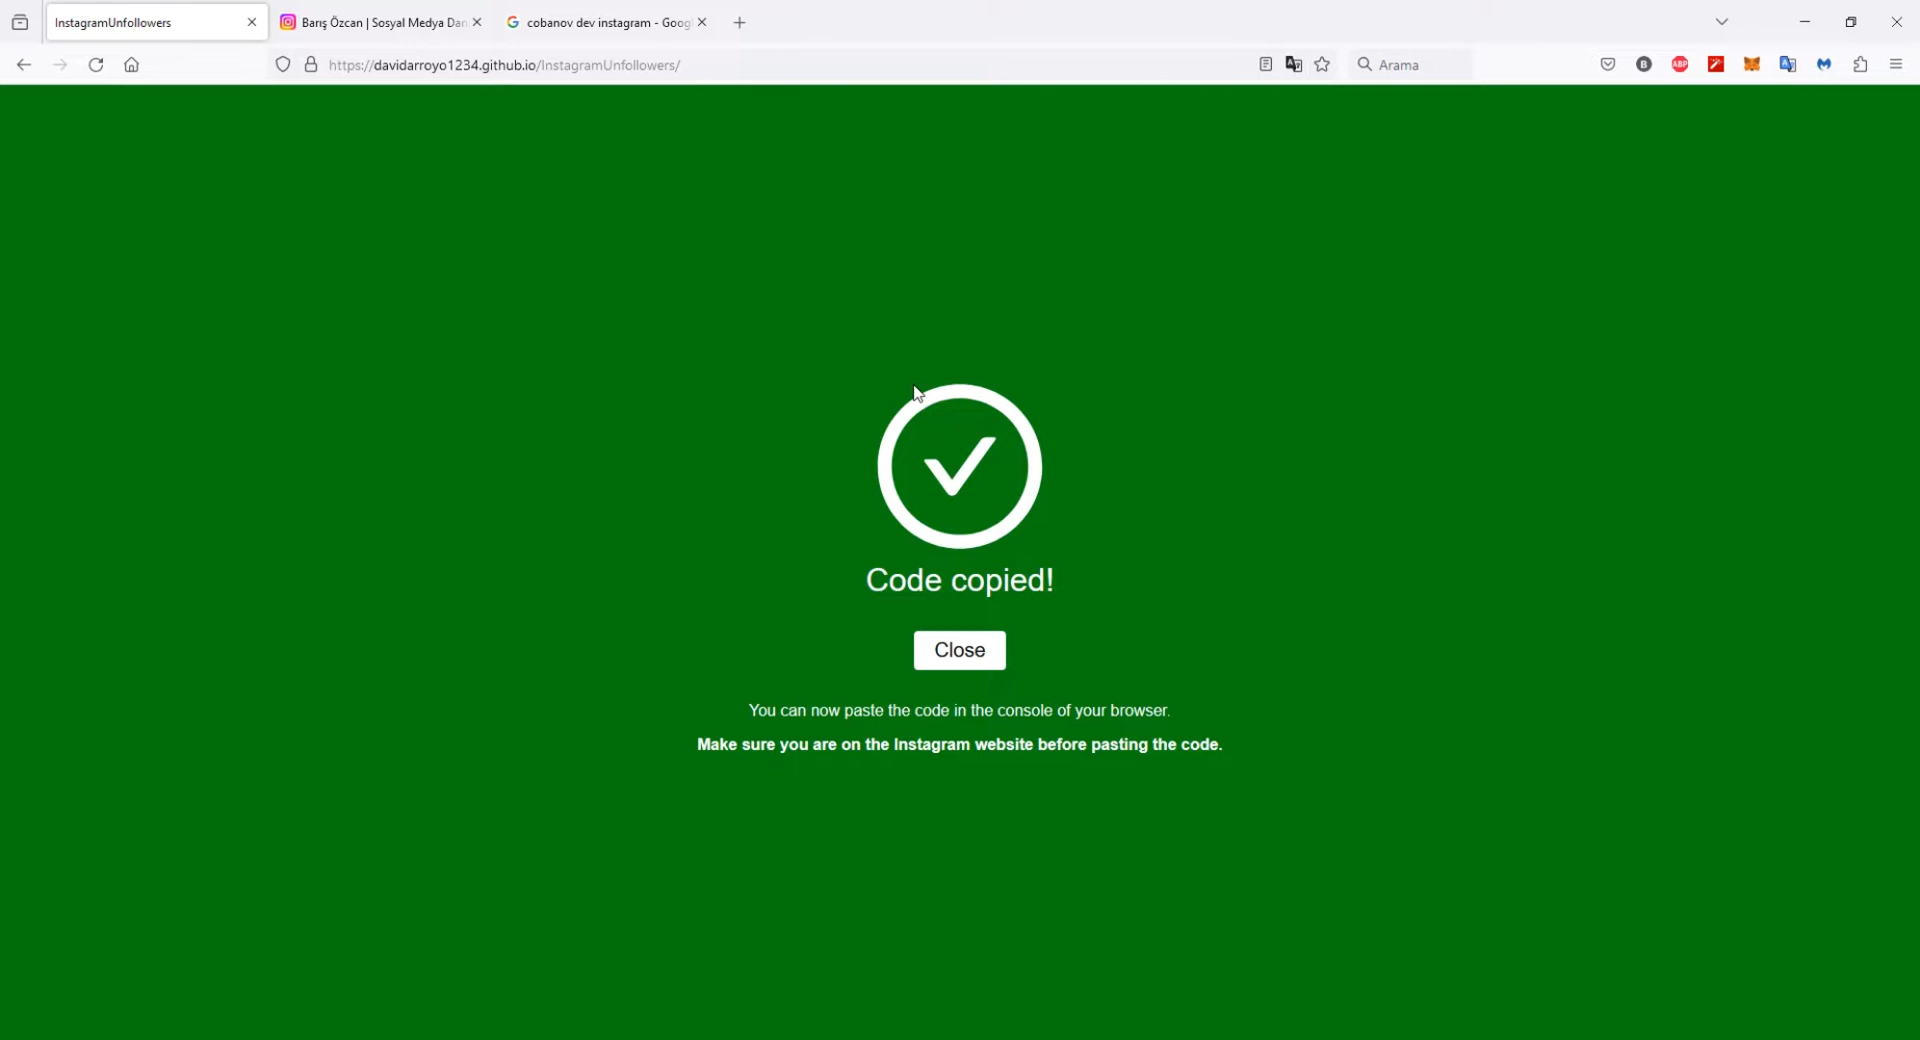 InstagramUnfollowers
Barış Özcan | Sosyal Medya Dan
cobanov dev instagram - Goog
https://davidarroyo1234.github.io/InstagramUnfollowers/
Arama
B
ABP
Code copied!
Close
You can now paste the code in the console of your browser.
Make sure you are on the Instagram website before pasting the code.